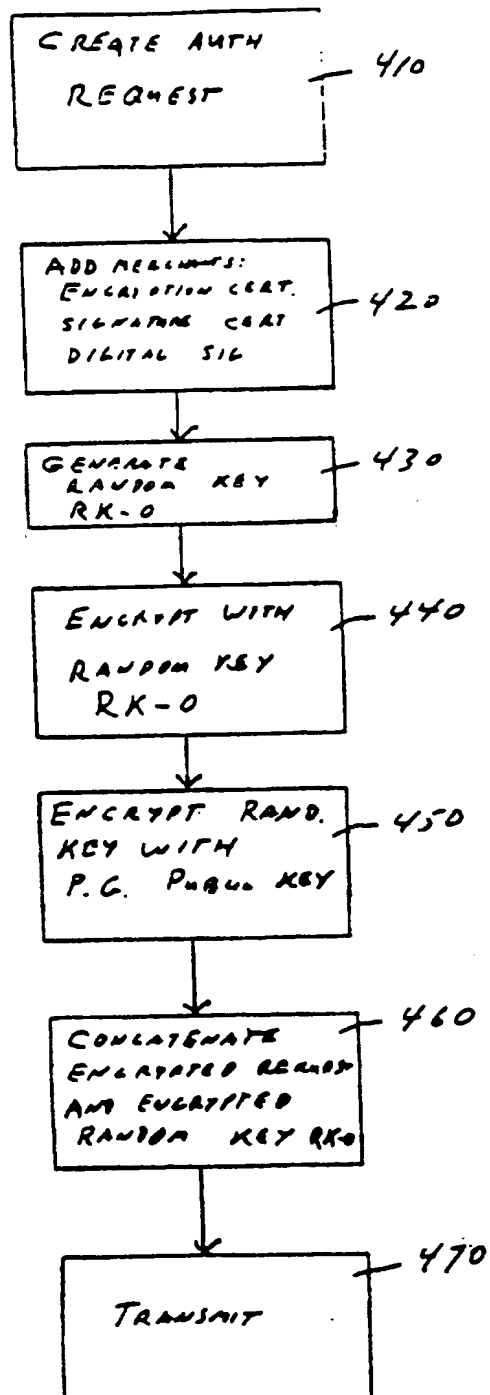 CREATE AUTH
REQUEST
410
ADD MERCHANTS:
ENCRYPTION CERT.
SIGNATURE CERT
DIGITAL SIG
420
GENERATE
RANDOM KEY
RK-0
430
ENCRYPT WITH
RANDOM KEY
RK-0
440
ENCRYPT RAND.
KEY WITH
P.G. PUBLIC KEY
450
CONCATENATE
ENCRYPTED REQUEST
AND ENCRYPTED
RANDOM KEY RK-0
460
TRANSMIT
470